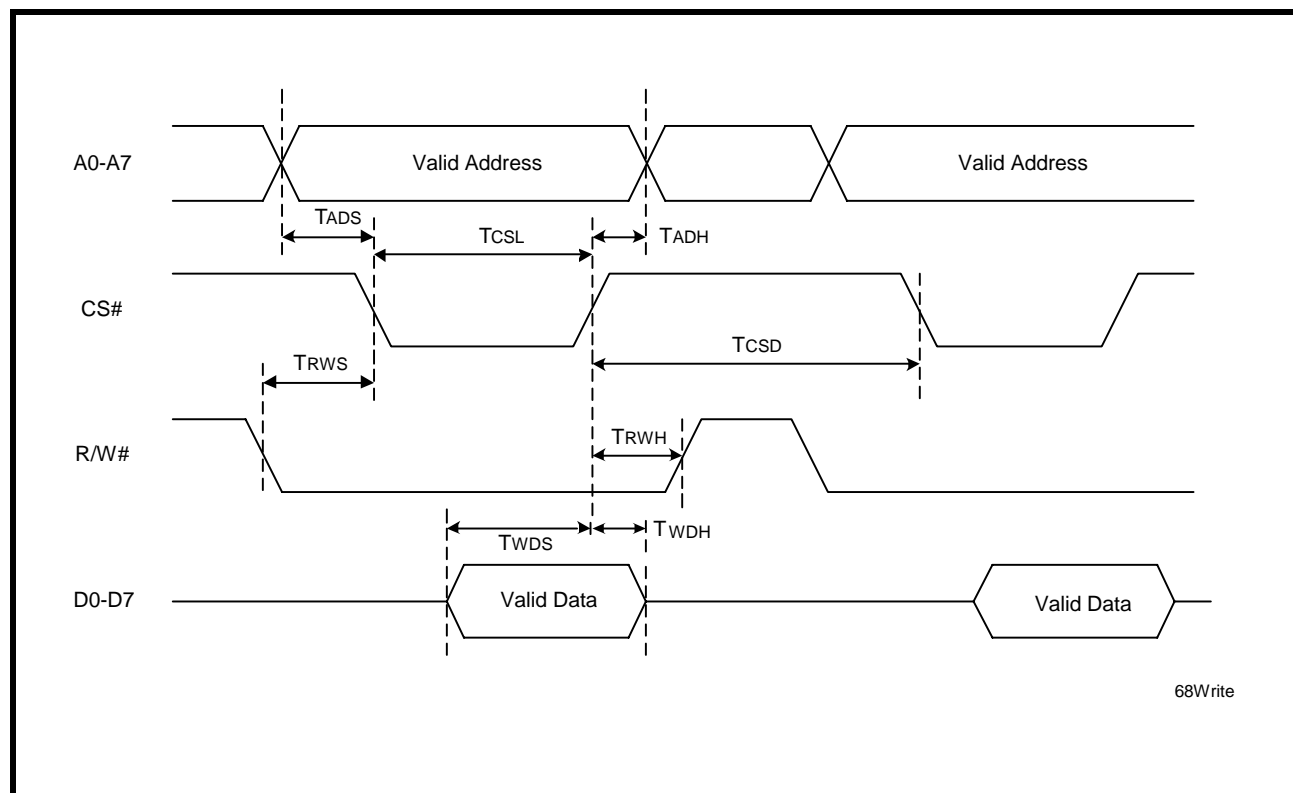 A0-A7
Valid Address
Valid Address
TADS
TCSL
TADH
CS#
TCSD
TRWS
R/W#
TRWH
TWDS
TWDH
D0-D7
Valid Data
Valid Data
68Write